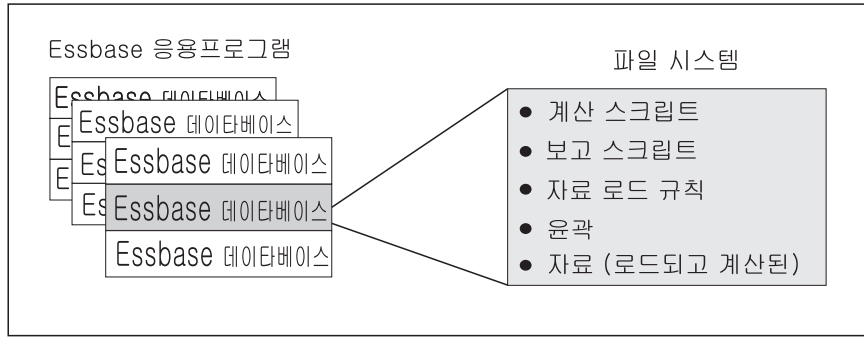 Essbase 응용프로그램
파일 시스템
Essbase 데이타베이스
Essbase 데이타베이스
Essbase 데이타베이스
Essbase 데이타베이스
Essbase 데이타베이스
● 계산 스크립트
● 보고 스크립트
● 자료 로드 규칙
● 윤곽
● 자료 (로드되고 계산된)